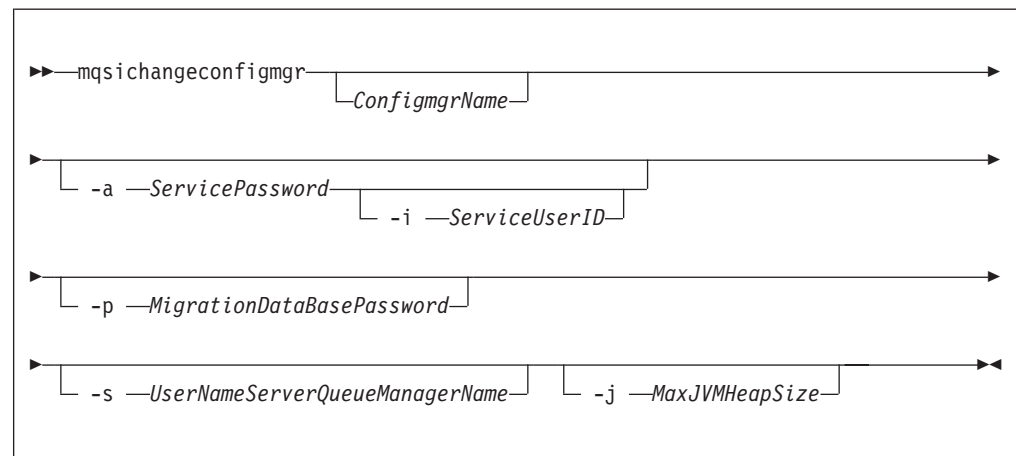 mqsichangeconfigmgr
ConfigmgrName
-a ServicePassword
-i ServiceUserID
-p MigrationDataBasePassword
-s UserNameServerQueueManagerName -j MaxJVMHeapSize